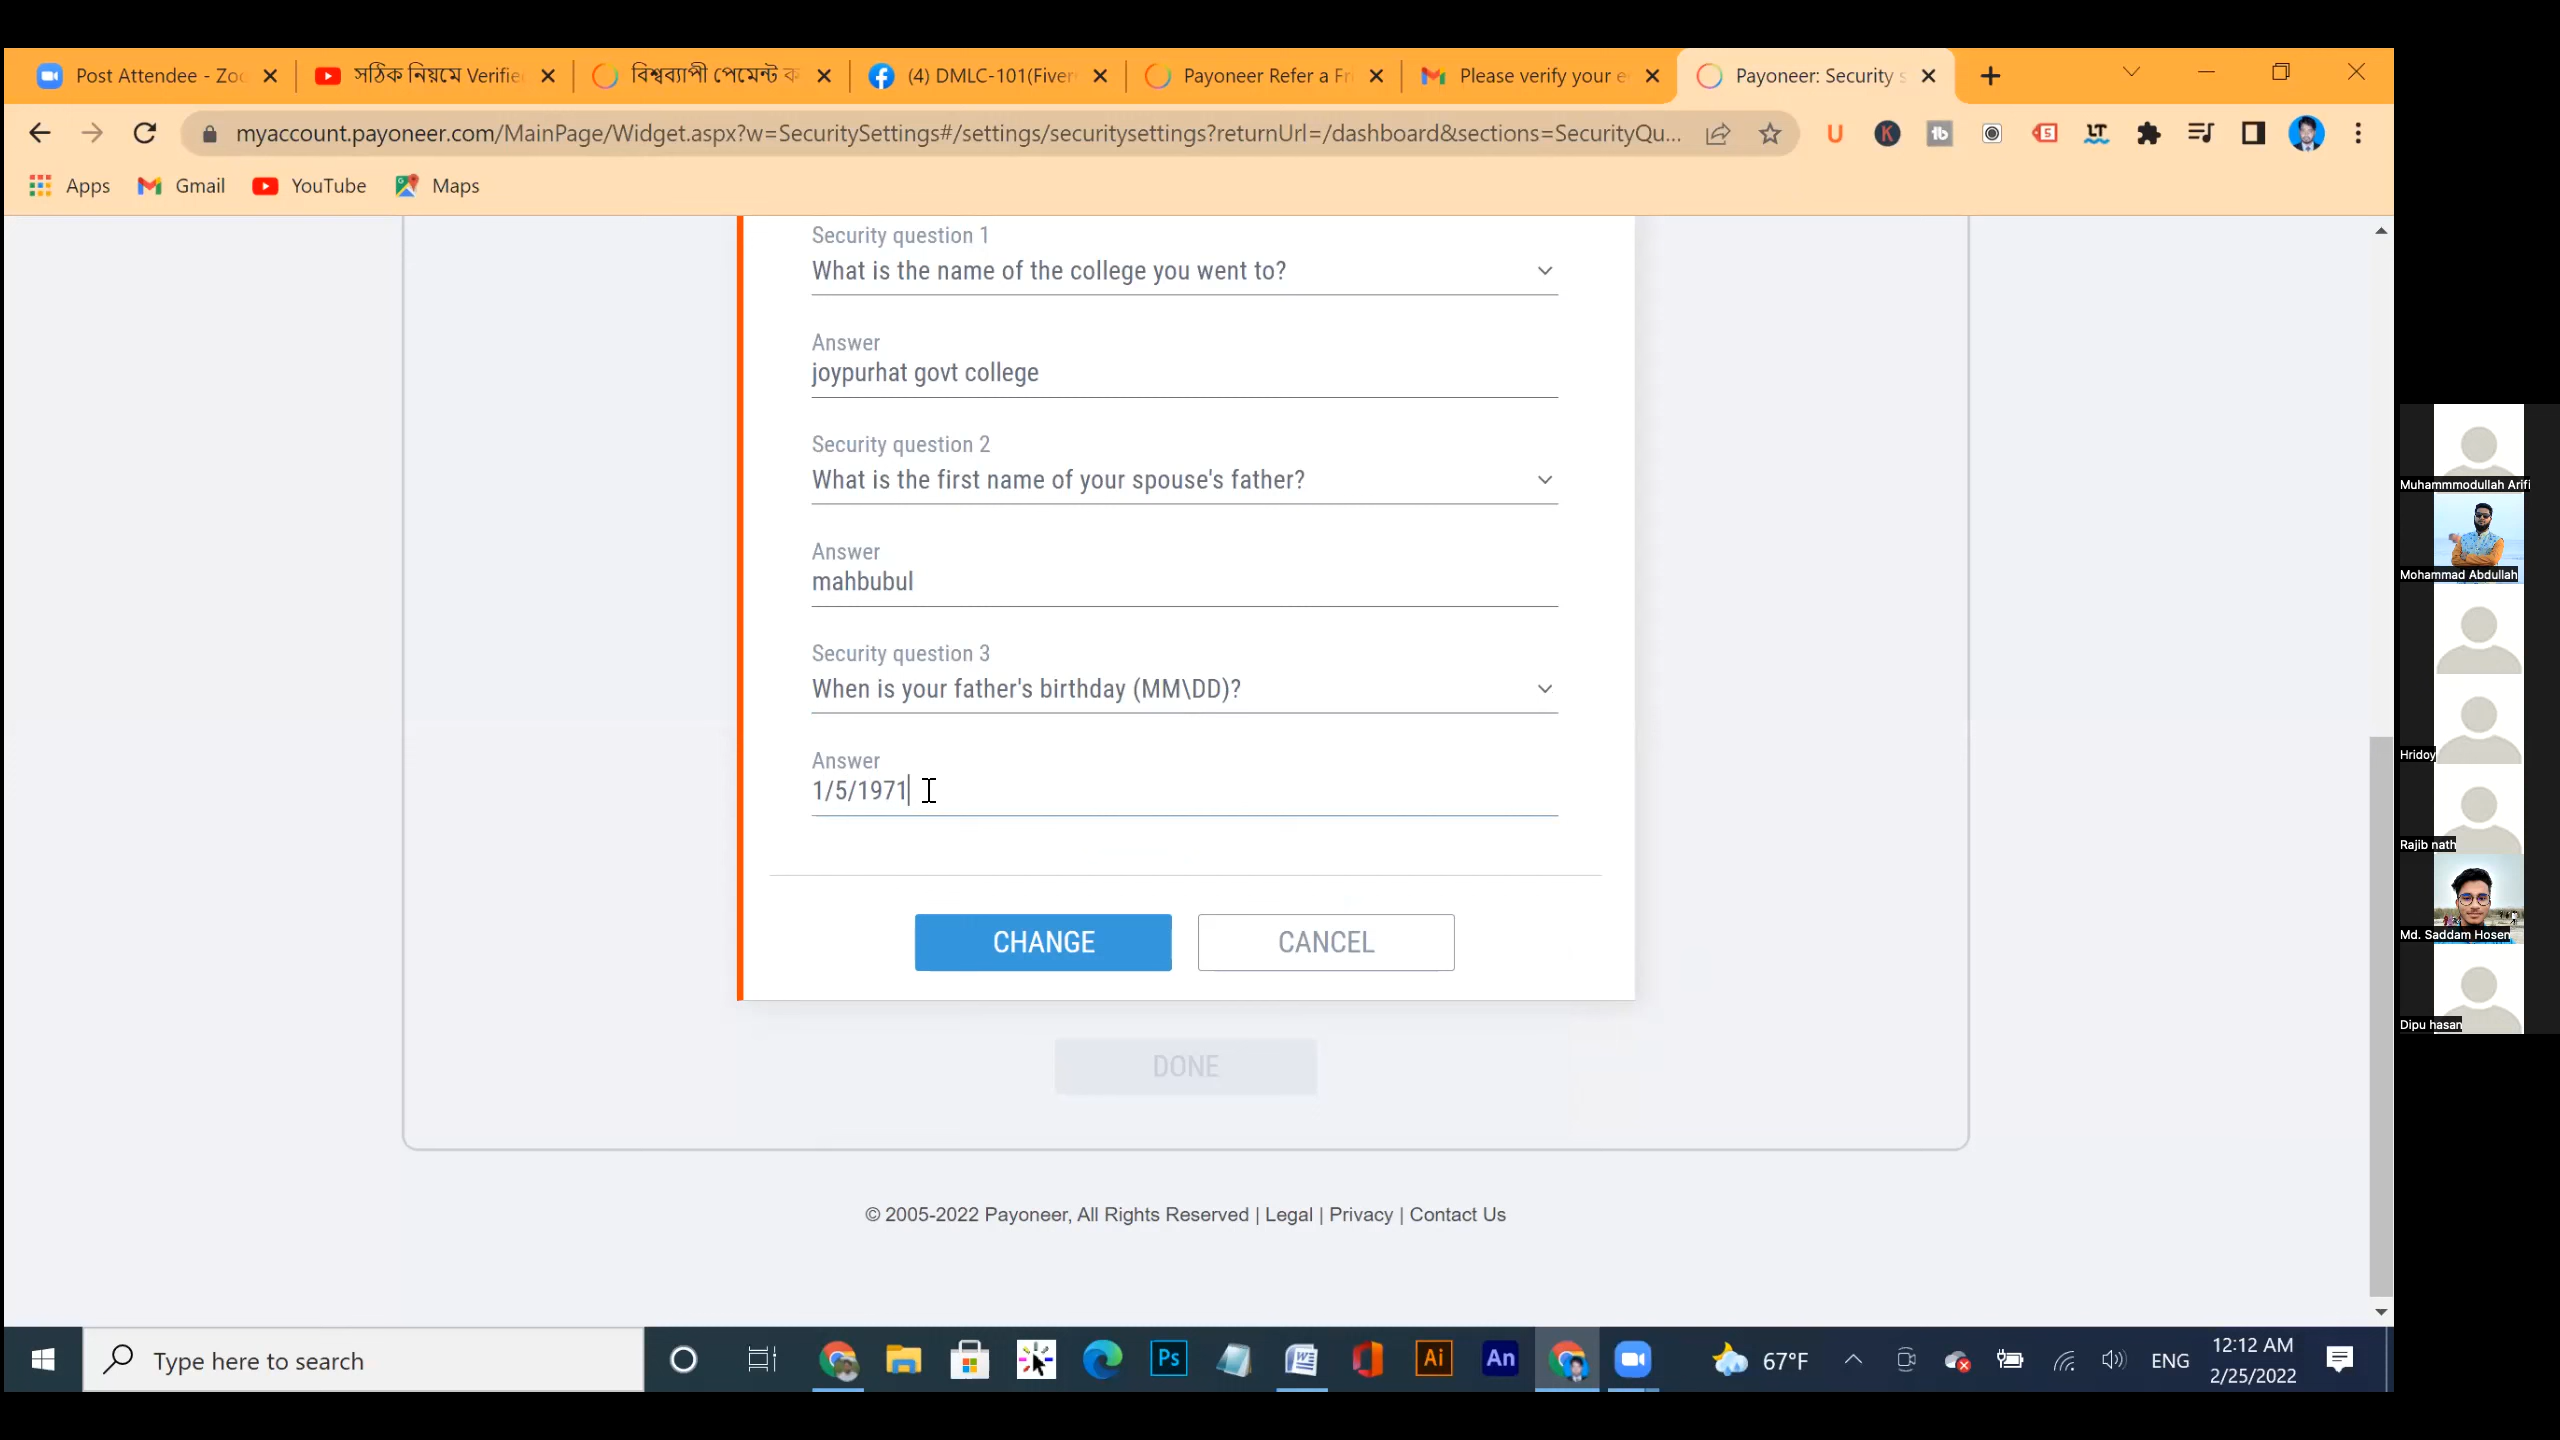 Post Attendee - Zoo
সঠিক নিয়মে Verifie
বিশ্বব্যাপী পেমেন্ট ক
(4) DMLC-101(Fiver
Payoneer Refer a Fri
Please verify your e
Payoneer: Security s
myaccount.payoneer.com/MainPage/Widget.aspx?w=SecuritySettings#/settings/securitysettings?returnUrl=/dashboard&sections=SecurityQu...
Apps
Gmail
YouTube
Maps
Security question 1
What is the name of the college you went to?
Answer
joypurhat govt college
Security question 2
What is the first name of your spouse's father?
Answer
mahbubul
Security question 3
When is your father's birthday (MM\DD)?
Answer
1/5/1971
CHANGE
CANCEL
DONE
© 2005-2022 Payoneer, All Rights Reserved | Legal | Privacy | Contact Us
Muhammmodullah Arifi
Mohammad Abdullah
Hridoy
Rajib nath
Md. Saddam Hosen
Dipu hasan
Type here to search
67°F
ENG
12:12 AM
2/25/2022